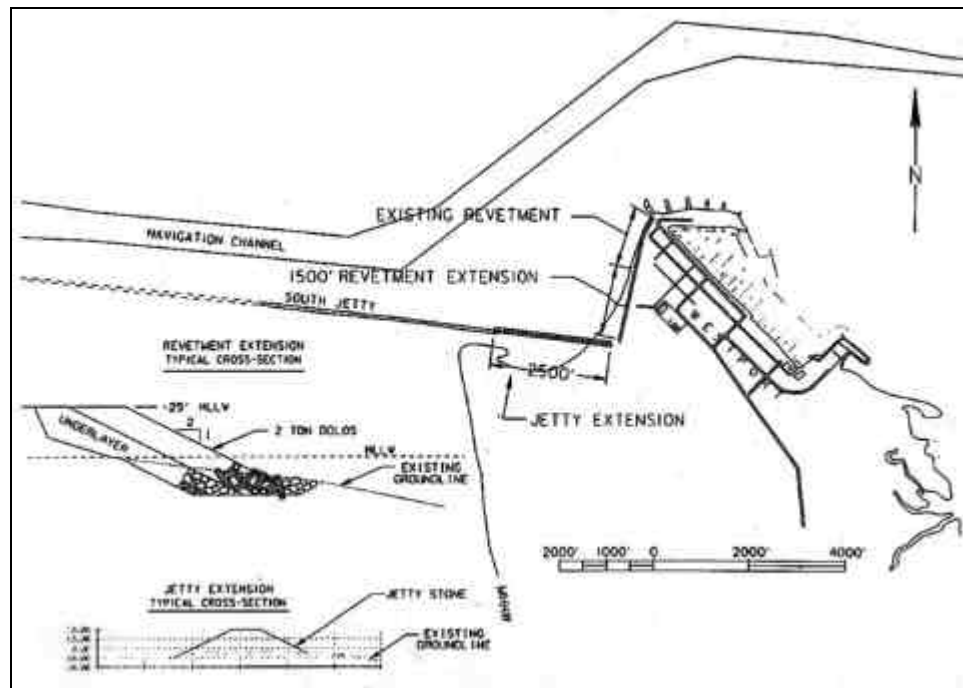 N
EXISTING REVETMENT
NAVIGATION CHANNEL
1500' REVETMENT EXTENSION
SOUTH JETTY
REVETMENT EXTENSION
TYPICAL CROSS-SECTION
2500'
JETTY EXTENSION
25' MLLW
2
1
2 TON DOLOS
UNDERLAYER
MLLW
EXISTING
GROUNDLINE
2000' 1000' 0 2000' 4000'
JETTY EXTENSION
TYPICAL CROSS-SECTION
JETTY STONE
EXISTING
GROUNDLINE